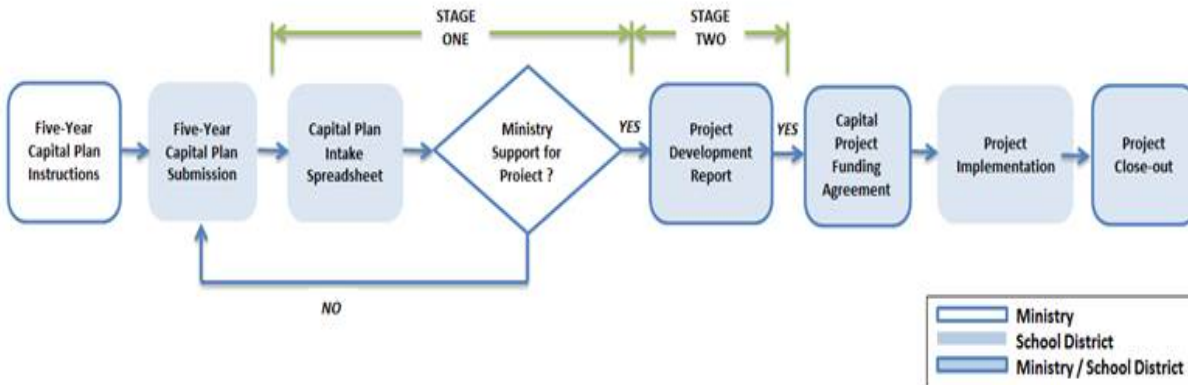 STAGE
ONE
STAGE
TWO
Five-Year
Capital Plan
Instructions
Five-Year
Capital Plan
Submission
Capital Plan
Intake
Spreadsheet
Ministry
Support for
Project ?
YES
Project
Development
Report
YES
Capital
Project
Funding
Agreement
Project
Implementation
Project
Close-out
NO
Ministry
School District
Ministry / School District